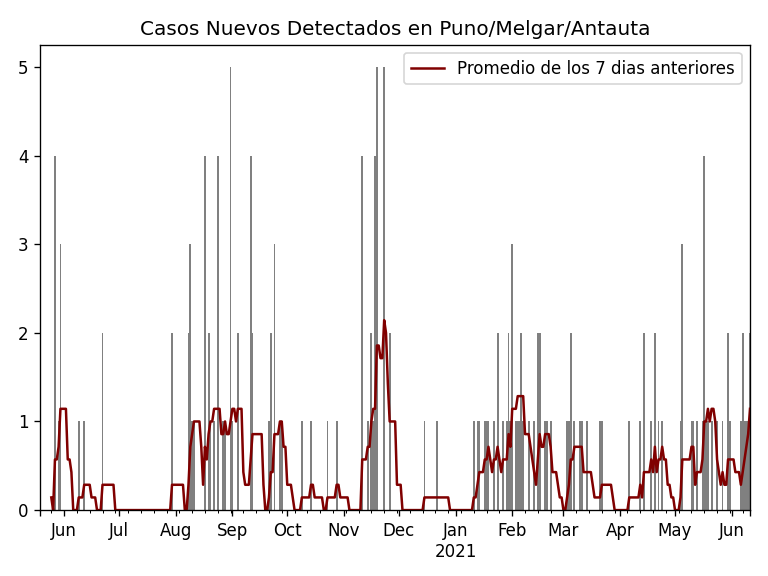 Casos Nuevos Detectados en Puno/Melgar/Antauta
Promedio de los 7 dias anteriores
5
4
3
2
1
0
Jun Jul Aug Sep Oct Nov Dec Jan Feb Mar Apr May Jun
2021